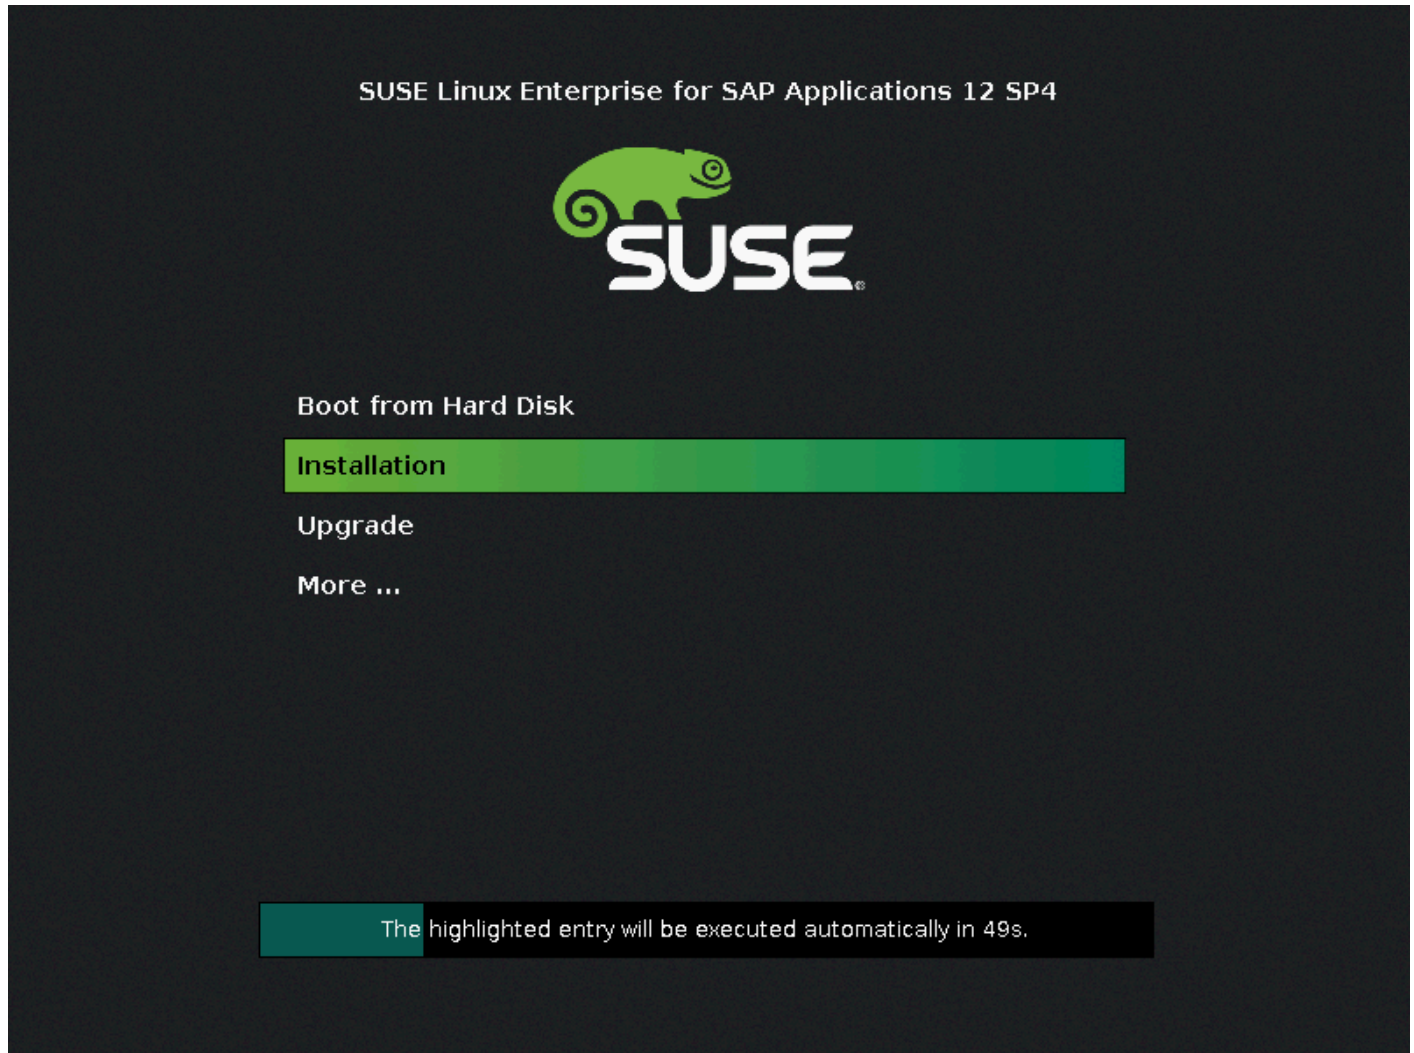 SUSE Linux Enterprise for SAP Applications 12 SP4
SUSE®
Boot from Hard Disk
Installation
Upgrade
More ...
The highlighted entry will be executed automatically in 49s.